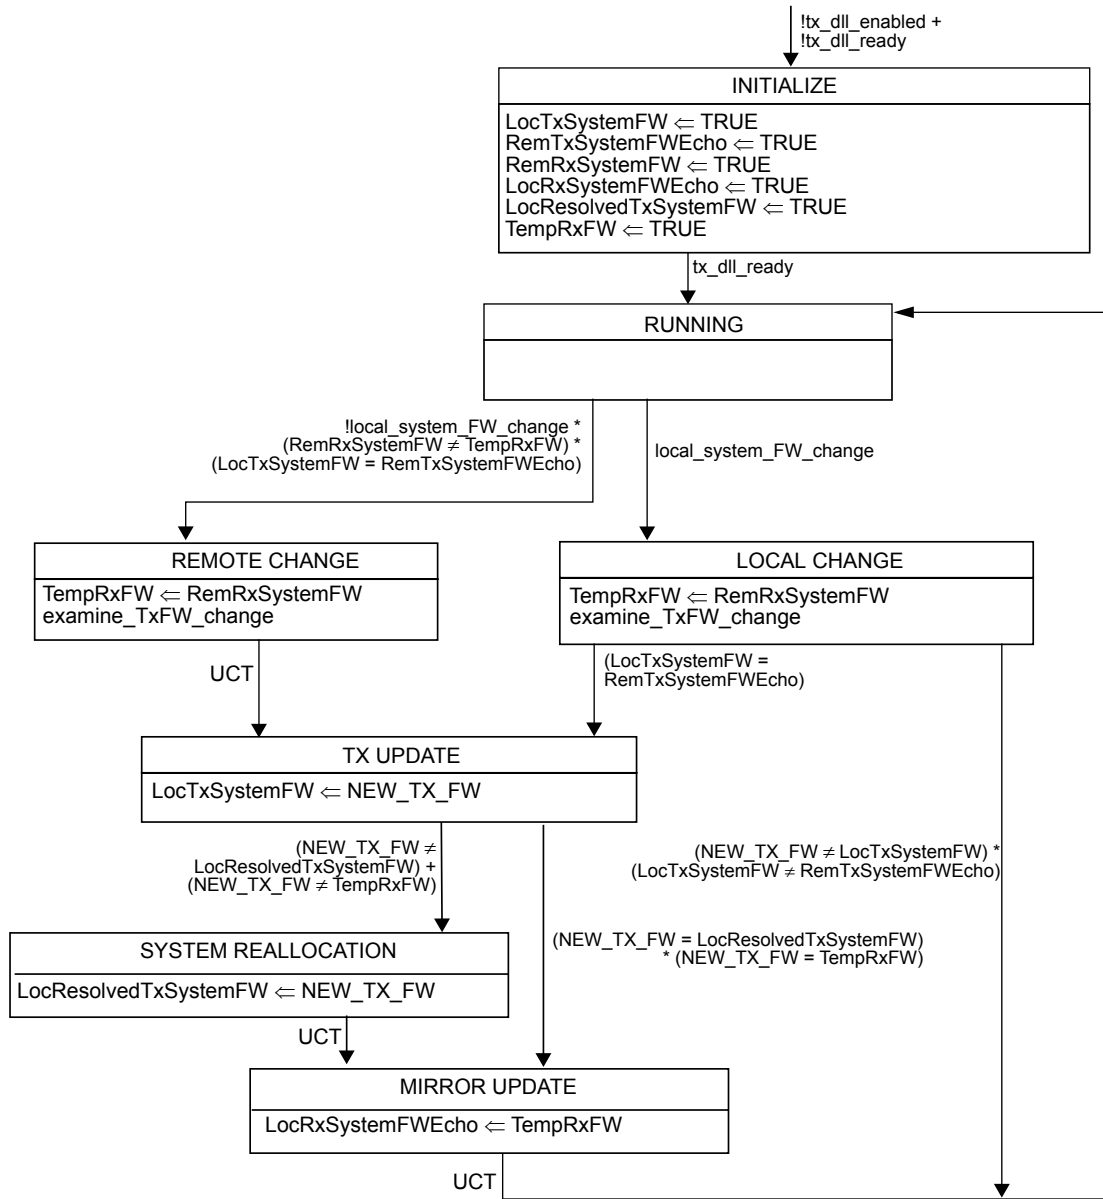 !tx_dll_enabled +
!tx_dll_ready
INITIALIZE
LocTxSystemFW ⇐ TRUE
RemTxSystemFWEcho ⇐ TRUE
RemRxSystemFW ⇐ TRUE
LocRxSystemFWEcho ⇐ TRUE
LocResolvedTxSystemFW ⇐ TRUE
TempRxFW ⇐ TRUE
tx_dll_ready
RUNNING
!local_system_FW_change *
(RemRxSystemFW ≠ TempRxFW) *
(LocTxSystemFW = RemTxSystemFWEcho)
local_system_FW_change
REMOTE CHANGE
TempRxFW ⇐ RemRxSystemFW
examine_TxFW_change
LOCAL CHANGE
TempRxFW ⇐ RemRxSystemFW
examine_TxFW_change
UCT
(LocTxSystemFW =
RemTxSystemFWEcho)
TX UPDATE
LocTxSystemFW ⇐ NEW_TX_FW
(NEW_TX_FW ≠
LocResolvedTxSystemFW) +
(NEW_TX_FW ≠ TempRxFW)
(NEW_TX_FW ≠ LocTxSystemFW) *
(LocTxSystemFW ≠ RemTxSystemFWEcho)
SYSTEM REALLOCATION
LocResolvedTxSystemFW ⇐ NEW_TX_FW
(NEW_TX_FW = LocResolvedTxSystemFW)
* (NEW_TX_FW = TempRxFW)
UCT
MIRROR UPDATE
LocRxSystemFWEcho ⇐ TempRxFW
UCT